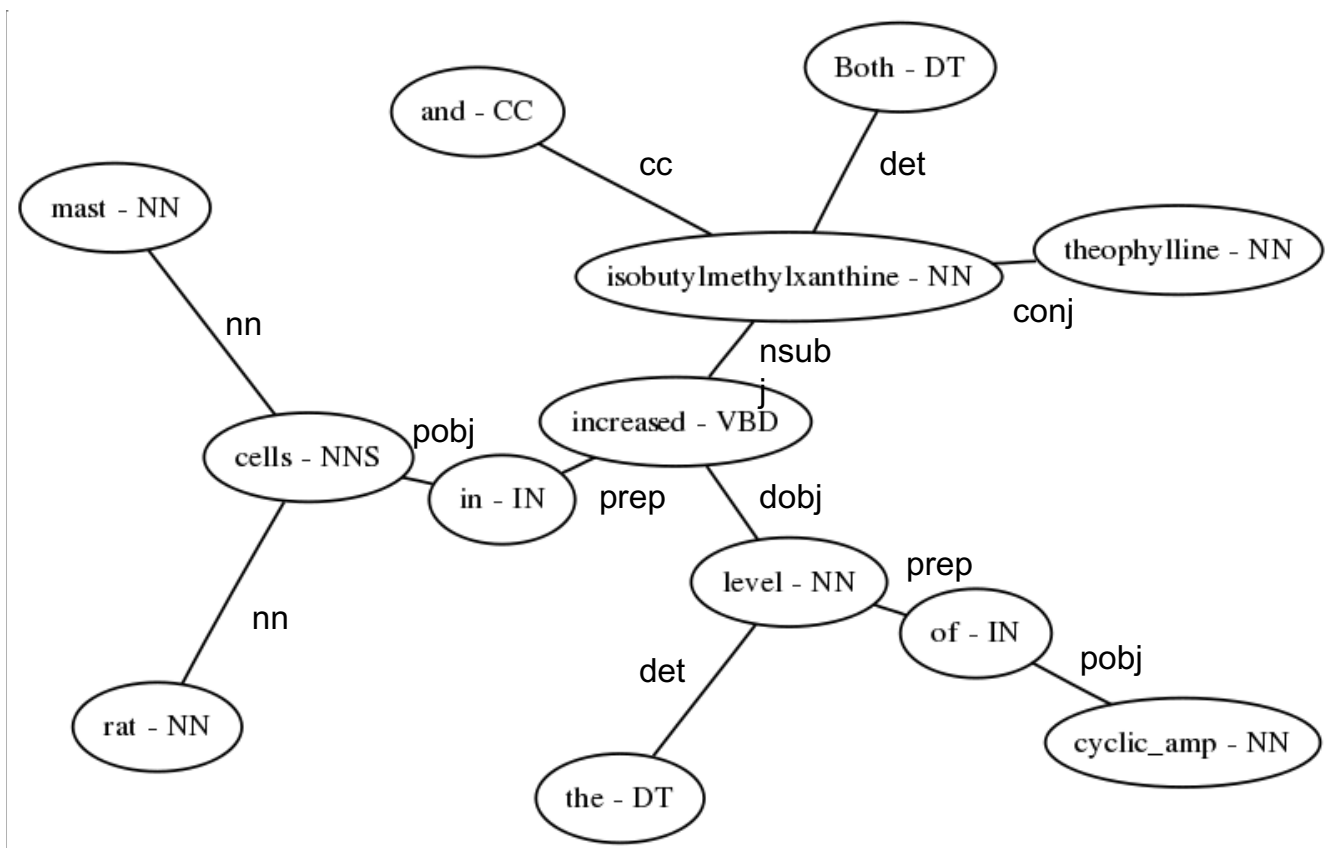 Both - DT
and - CC
cc
det
mast - NN
theophylline - NN
isobutylmethylxanthine - NN
conj
nn
nsub
j
increased - VBD
pobj
cells - NNS
in - IN
prep
dobj
level - NN
prep
nn
of - IN
det
pobj
rat - NN
cyclic_amp - NN
the - DT